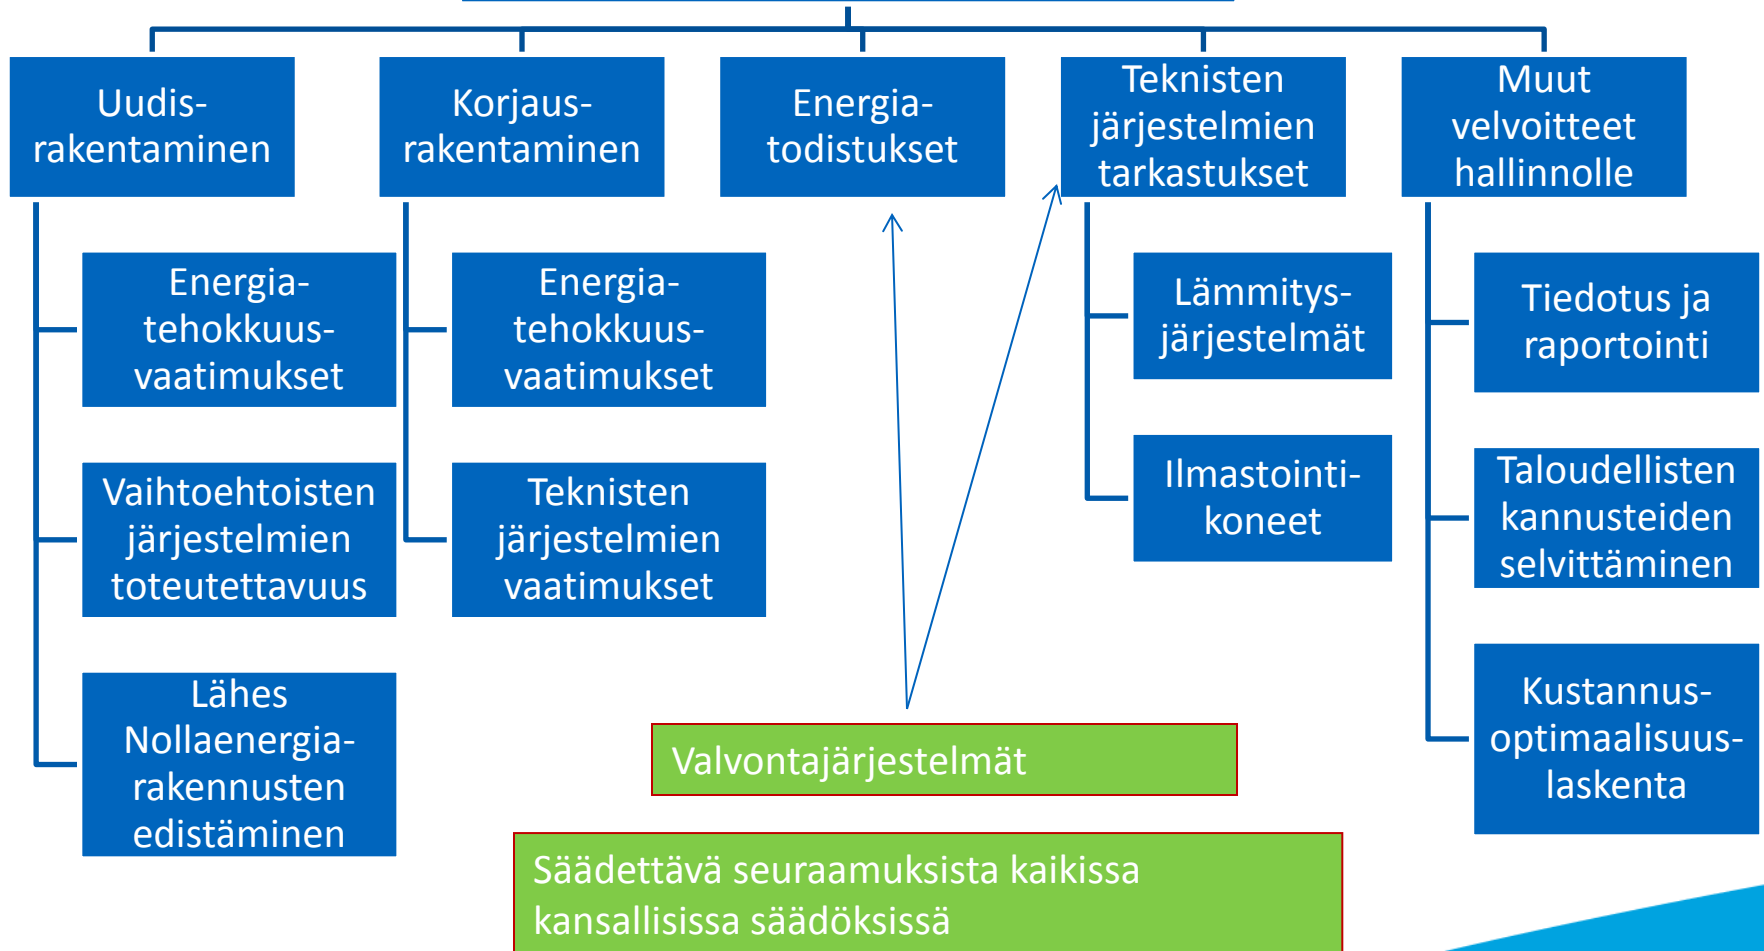 Uudis-
rakentaminen
Korjaus-
rakentaminen
Energia-
todistukset
Teknisten
järjestelmien
tarkastukset
Muut
velvoitteet
hallinnolle
Energia-
tehokkuus-
vaatimukset
Vaihtoehtoisten
järjestelmien
toteutettavuus
Lähes
Nollaenergia-
rakennusten
edistäminen
Energia-
tehokkuus-
vaatimukset
Teknisten
järjestelmien
vaatimukset
Lämmitys-
järjestelmät
Ilmastointi-
koneet
Tiedotus ja
raportointi
Taloudellisten
kannusteiden
selvittäminen
Kustannus-
optimaalisuus-
laskenta
Valvontajärjestelmät
Säädettävä seuraamuksista kaikissa
kansallisissa säädöksissä